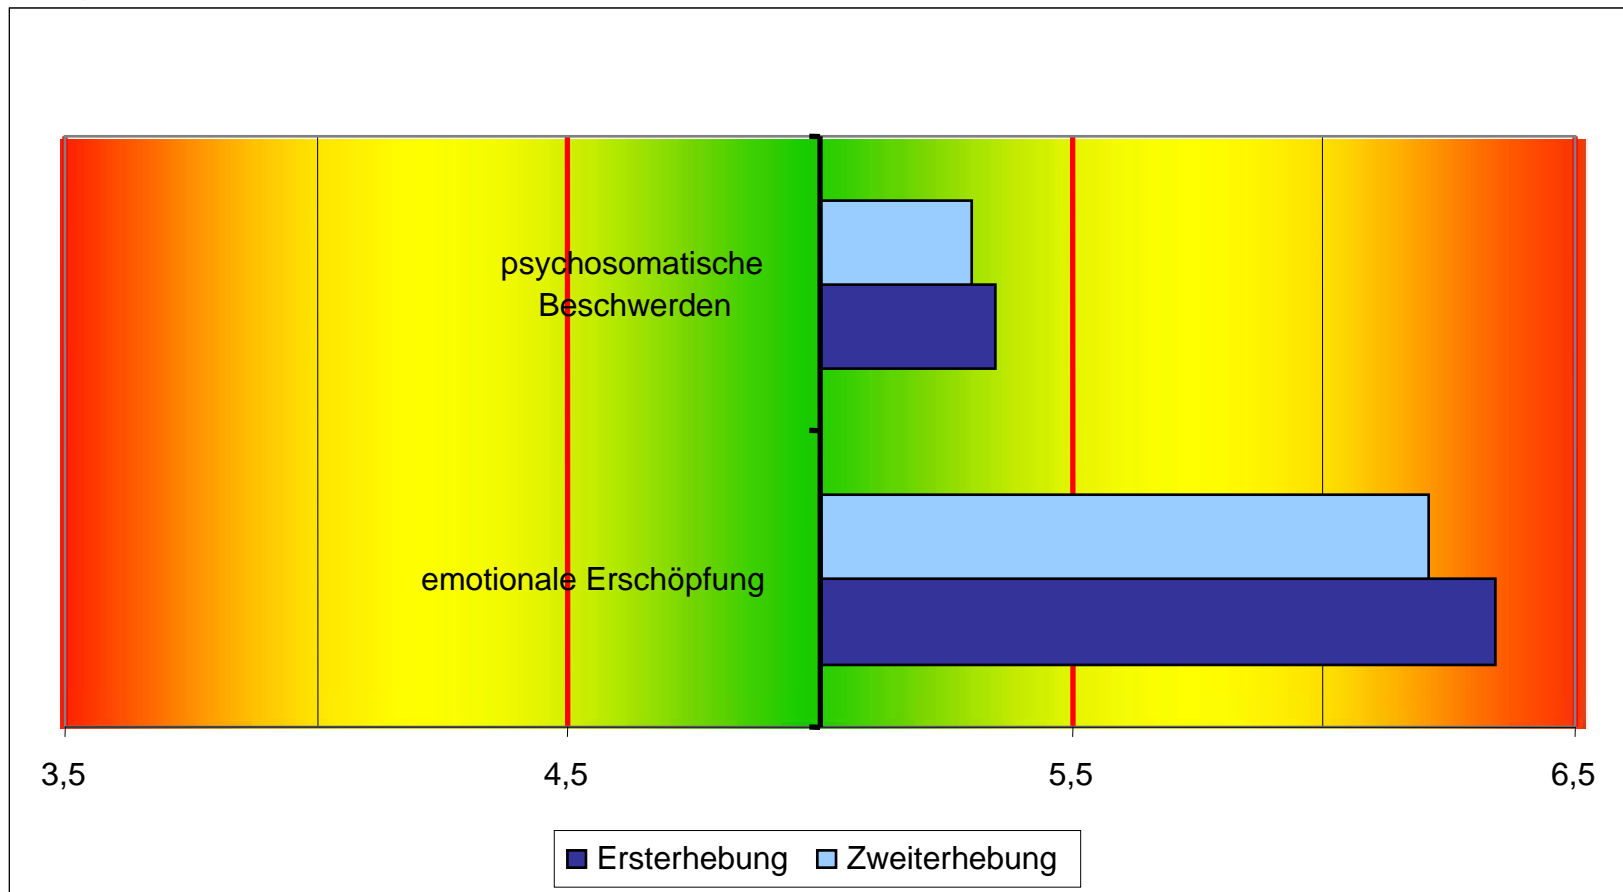 psychosomatische
Beschwerden
emotionale Erschöpfung
3,5 4,5 5,5 6,5
Ersterhebung Zweiterhebung